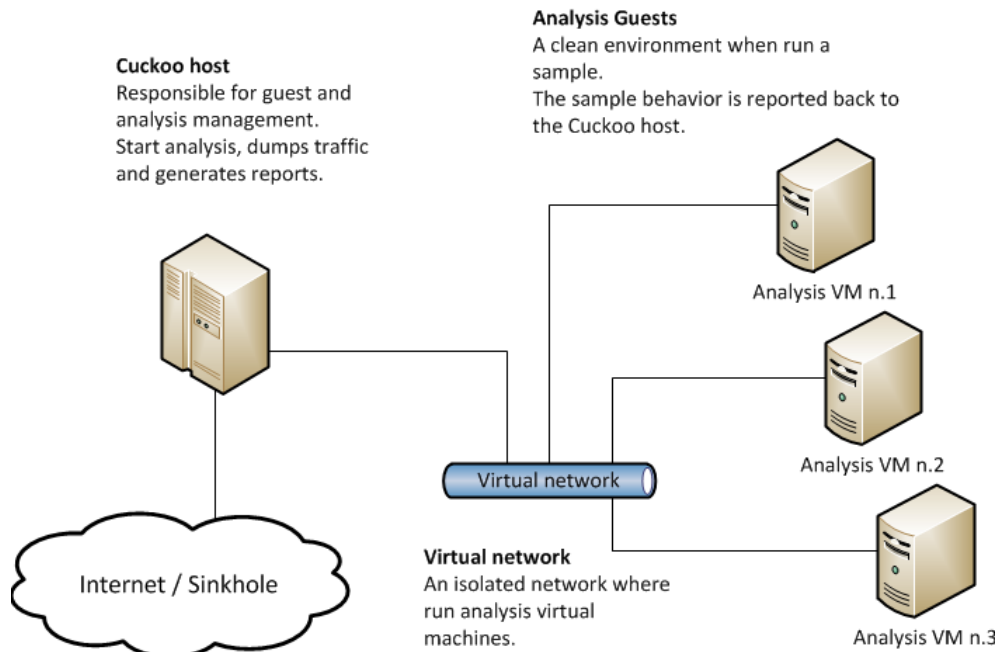 Cuckoo host
Responsible for guest and
analysis management.
Start analysis, dumps traffic
and generates reports.
Analysis Guests
A clean environment when run a
sample.
The sample behavior is reported back to
the Cuckoo host.
Analysis VM n.1
Analysis VM n.2
Virtual network
Internet / Sinkhole
Virtual network
An isolated network where
run analysis virtual
machines.
Analysis VM n.3